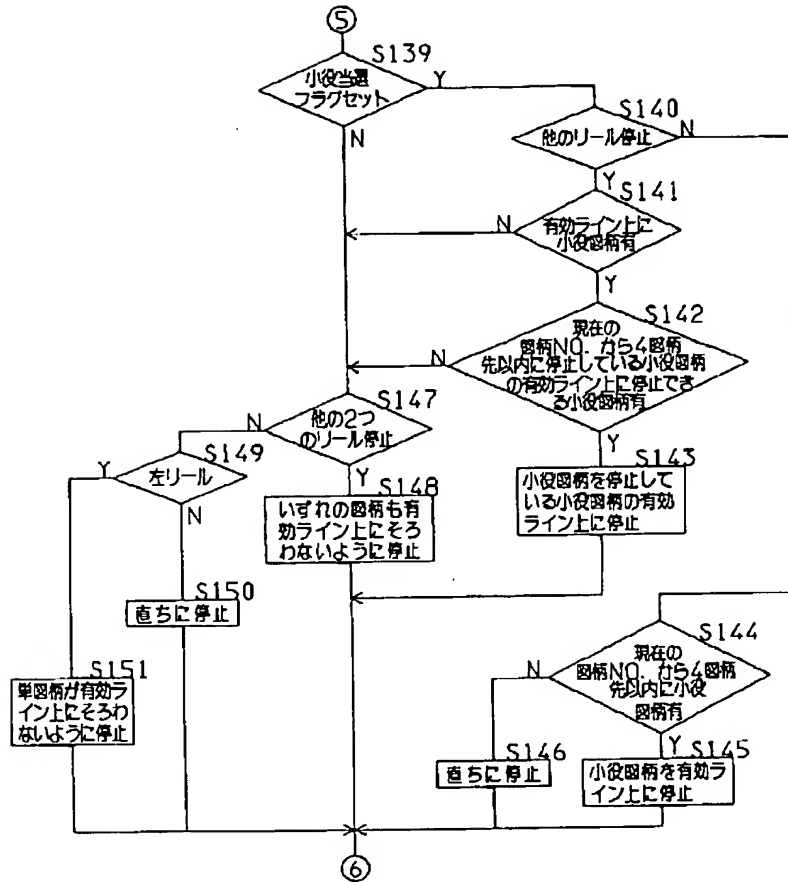 5
S139
小役当選
フラグセット
Y
N
S140
他のリール停止
N
Y
S141
有効ライン上に
小役図柄有
N
Y
S142
現在の
図柄NO.から4図柄
先以内に停止している小役図柄
の有効ライン上に停止でき
る小役図柄有
N
Y
S147
他の2つ
のリール停止
N
Y
S149
左リール
Y
N
S148
いずれの図柄も有
効ライン上にそろ
わないように停止
S143
小役図柄を停止して
いる小役図柄の有効
ライン上に停止
S150
直ちに停止
S144
現在の
図柄NO.から4図柄
先以内に小役
図柄有
N
Y
S151
単図柄が有効ラ
イン上にそろわ
ないように停止
S146
直ちに停止
S145
小役図柄を有効ラ
イン上に停止
6